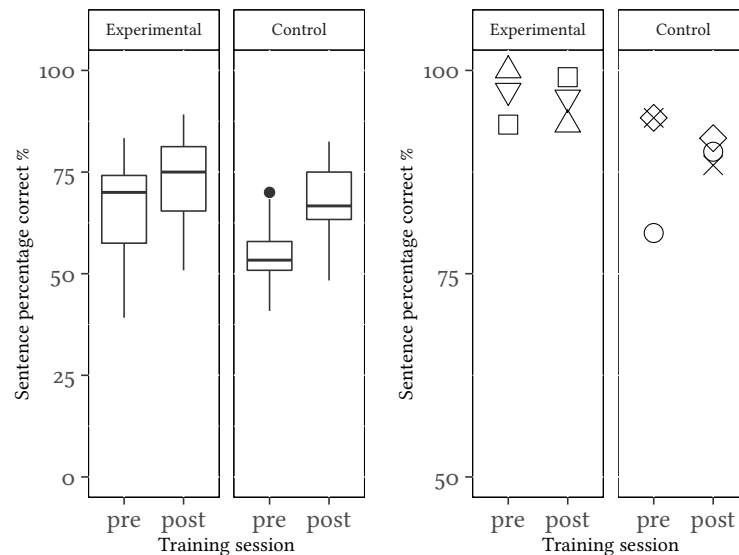 Experimental
Control
100
75
50
25
0
Sentence percentage correct %
pre
post
pre
post
Training session
Experimental
Control
100
75
50
Sentence percentage correct %
pre
post
pre
post
Training session